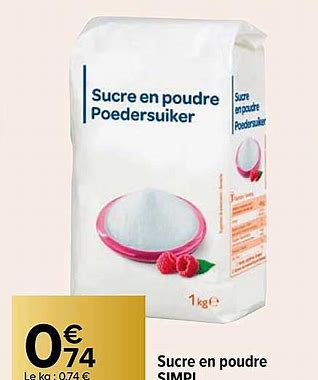 Sucre en poudre
Poedersuiker
Sucre
en poudre
Poedersuiker
1kg e
0€74
Le kg : 0,74 €
Sucre en poudre
SIMPL